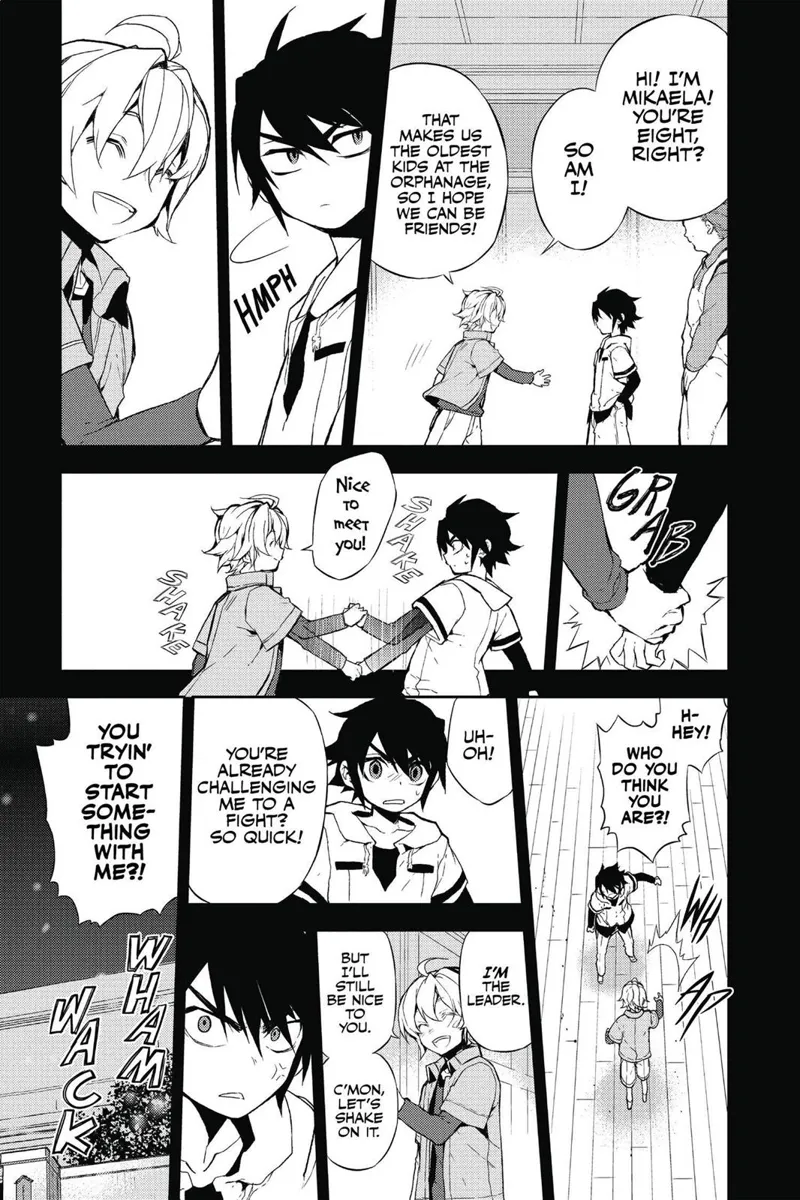 HI! I'M
MIKAELA!
YOU'RE
EIGHT,
RIGHT?
SO
AM
I!
THAT
MAKES US
THE OLDEST
KIDS AT THE
ORPHANAGE,
SO I HOPE
WE CAN BE
FRIENDS!
HMPH
GRAB
Nice
to
meet
you!
SHAKE
SHAKE
H-
HEY!
WHO
DO YOU
THINK
YOU
ARE?!
WHAP
UH-
OH!
YOU'RE
ALREADY
CHALLENGING
ME TO A
FIGHT?
SO QUICK!
I'M THE
LEADER.
BUT
I'LL
STILL
BE NICE
TO YOU.
C'MON,
LET'S
SHAKE
ON IT.
YOU
TRYIN'
TO
START
SOME-
THING
WITH
ME?!
WHAM
WACK